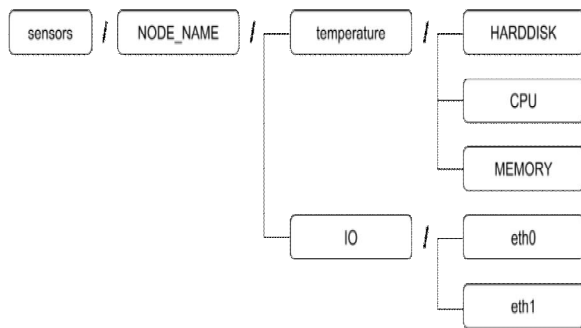 sensors / NODE_NAME / temperature / HARDDISK
CPU
MEMORY
IO / eth0
eth1